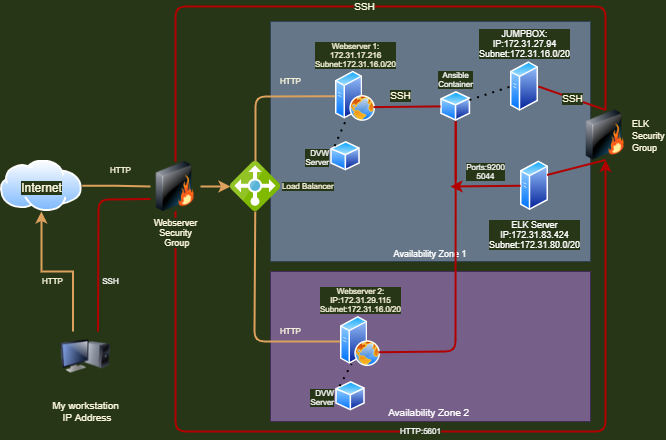 SSH
Webserver 1:
172.31.17.216
Subnet:172.31.16.0/20
JUMPBOX:
IP:172.31.27.94
Subnet:172.31.16.0/20
Ansible
Container
HTTP
SSH
SSH
ELK
Security
Group
DVW
Server
Ports:9200
5044
HTTP
Internet
Load Balancer
Webserver
Security
Group
ELK Server
IP:172.31.83.424
Subnet:172.31.80.0/20
Availability Zone 1
HTTP
SSH
Webserver 2:
IP:172.31.29.115
Subnet:172.31.16.0/20
HTTP
DVW
Server
My workstation
IP Address
Availability Zone 2
HTTP:5601